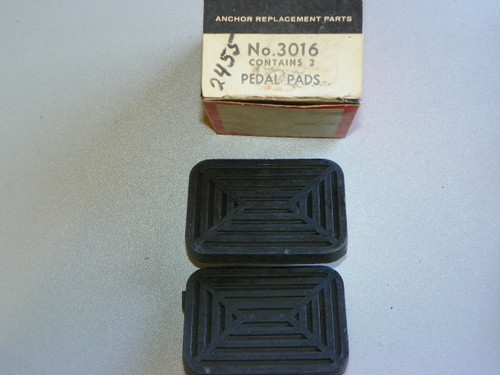 ANCHOR REPLACEMENT PARTS
No.3016
CONTAINS 2
PEDAL PADS
2455